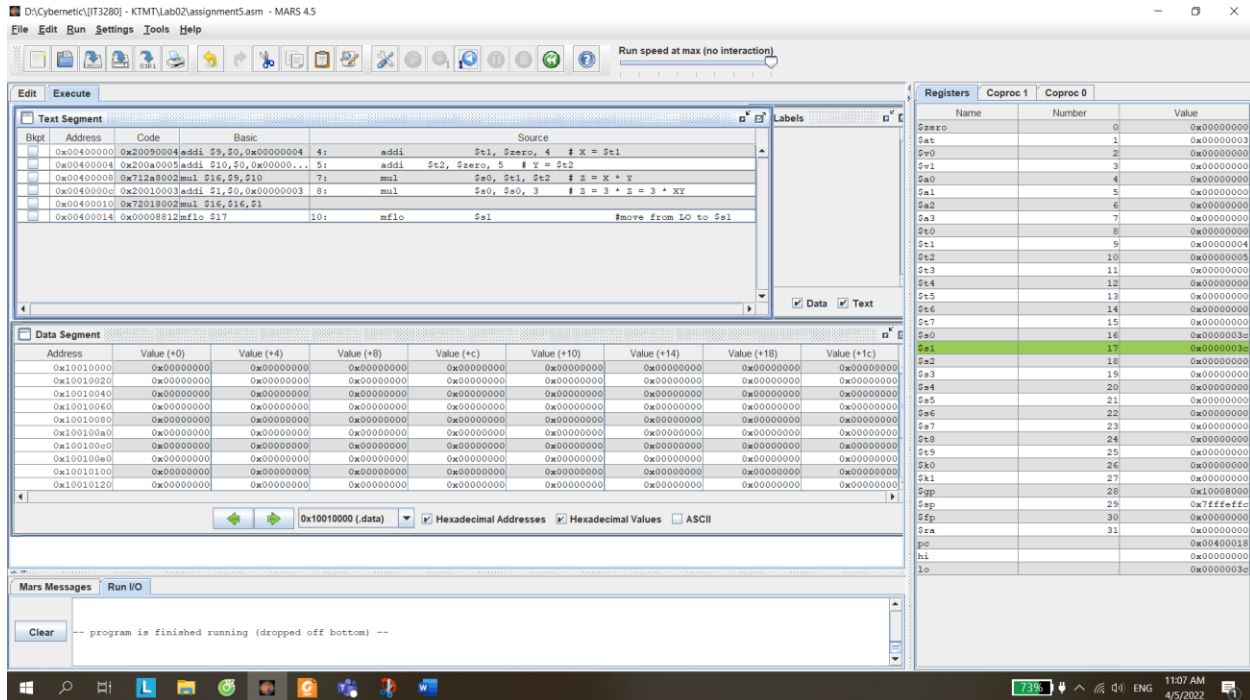 D:\Cybernetic\[IT3280] - KTMT\Lab02\assignment5.asm - MARS 4.5
File Edit Run Settings Tools Help
Run speed at max (no interaction)
Edit Execute
Text Segment
Bkpt Address Code Basic Source
0x00400000 0x20090004 addi $9,$0,0x00000004 4: addi $t1, $zero, 4 # X = $t1
0x00400004 0x200a0005 addi $10,$0,0x00000... 5: addi $t2, $zero, 5 # Y = $t2
0x00400008 0x712a8002 mul $16,$9,$10 7: mul $s0, $t1, $t2 # Z = X * Y
0x0040000c 0x20010003 addi $1,$0,0x00000003 8: mul $s0, $s0, 3 # Z = 3 * Z = 3 * XY
0x00400010 0x72018002 mul $16,$16,$1
0x00400014 0x00008812 mflo $17 10: mflo $s1 #move from LO to $s1
Labels
Data Text
Data Segment
Address Value (+0) Value (+4) Value (+8) Value (+c) Value (+10) Value (+14) Value (+18) Value (+1c)
0x10010000 0x00000000 0x00000000 0x00000000 0x00000000 0x00000000 0x00000000 0x00000000 0x00000000
0x10010020 0x00000000 0x00000000 0x00000000 0x00000000 0x00000000 0x00000000 0x00000000 0x00000000
0x10010040 0x00000000 0x00000000 0x00000000 0x00000000 0x00000000 0x00000000 0x00000000 0x00000000
0x10010060 0x00000000 0x00000000 0x00000000 0x00000000 0x00000000 0x00000000 0x00000000 0x00000000
0x10010080 0x00000000 0x00000000 0x00000000 0x00000000 0x00000000 0x00000000 0x00000000 0x00000000
0x100100a0 0x00000000 0x00000000 0x00000000 0x00000000 0x00000000 0x00000000 0x00000000 0x00000000
0x100100c0 0x00000000 0x00000000 0x00000000 0x00000000 0x00000000 0x00000000 0x00000000 0x00000000
0x100100e0 0x00000000 0x00000000 0x00000000 0x00000000 0x00000000 0x00000000 0x00000000 0x00000000
0x10010100 0x00000000 0x00000000 0x00000000 0x00000000 0x00000000 0x00000000 0x00000000 0x00000000
0x10010120 0x00000000 0x00000000 0x00000000 0x00000000 0x00000000 0x00000000 0x00000000 0x00000000
0x10010000 (.data) Hexadecimal Addresses Hexadecimal Values ASCII
Mars Messages Run I/O
Clear
-- program is finished running (dropped off bottom) --
Registers Coproc 1 Coproc 0
Name Number Value
$zero 0 0x00000000
$at 1 0x00000003
$v0 2 0x00000000
$v1 3 0x00000000
$a0 4 0x00000000
$a1 5 0x00000000
$a2 6 0x00000000
$a3 7 0x00000000
$t0 8 0x00000000
$t1 9 0x00000004
$t2 10 0x00000005
$t3 11 0x00000000
$t4 12 0x00000000
$t5 13 0x00000000
$t6 14 0x00000000
$t7 15 0x00000000
$s0 16 0x0000003c
$s1 17 0x0000003c
$s2 18 0x00000000
$s3 19 0x00000000
$s4 20 0x00000000
$s5 21 0x00000000
$s6 22 0x00000000
$s7 23 0x00000000
$t8 24 0x00000000
$t9 25 0x00000000
$k0 26 0x00000000
$k1 27 0x00000000
$gp 28 0x10008000
$sp 29 0x7fffeffc
$fp 30 0x00000000
$ra 31 0x00000000
pc 0x00400018
hi 0x00000000
lo 0x0000003c
73% ENG 11:07 AM
4/5/2022